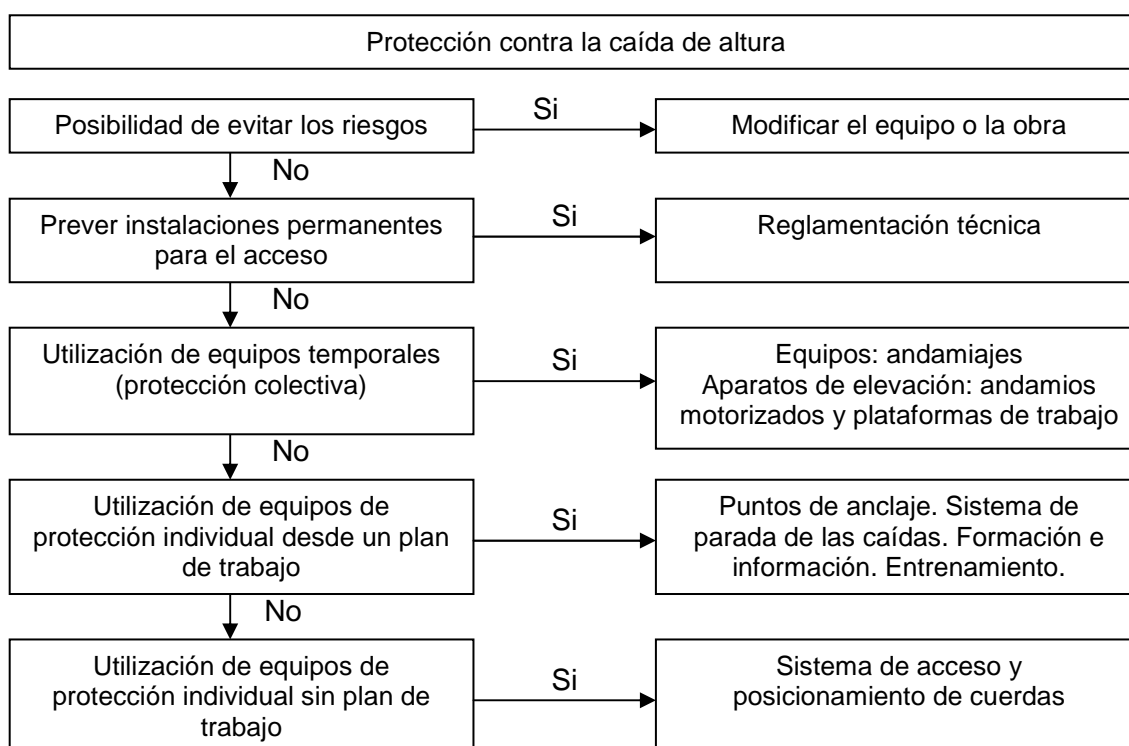 Protección contra la caída de altura
Posibilidad de evitar los riesgos
Si
Modificar el equipo o la obra
No
Prever instalaciones permanentes
para el acceso
Si
Reglamentación técnica
No
Utilización de equipos temporales
(protección colectiva)
Si
Equipos: andamiajes
Aparatos de elevación: andamios
motorizados y plataformas de trabajo
No
Utilización de equipos de
protección individual desde un plan
de trabajo
Si
Puntos de anclaje. Sistema de
parada de las caídas. Formación e
información. Entrenamiento.
No
Utilización de equipos de
protección individual sin plan de
trabajo
Si
Sistema de acceso y
posicionamiento de cuerdas